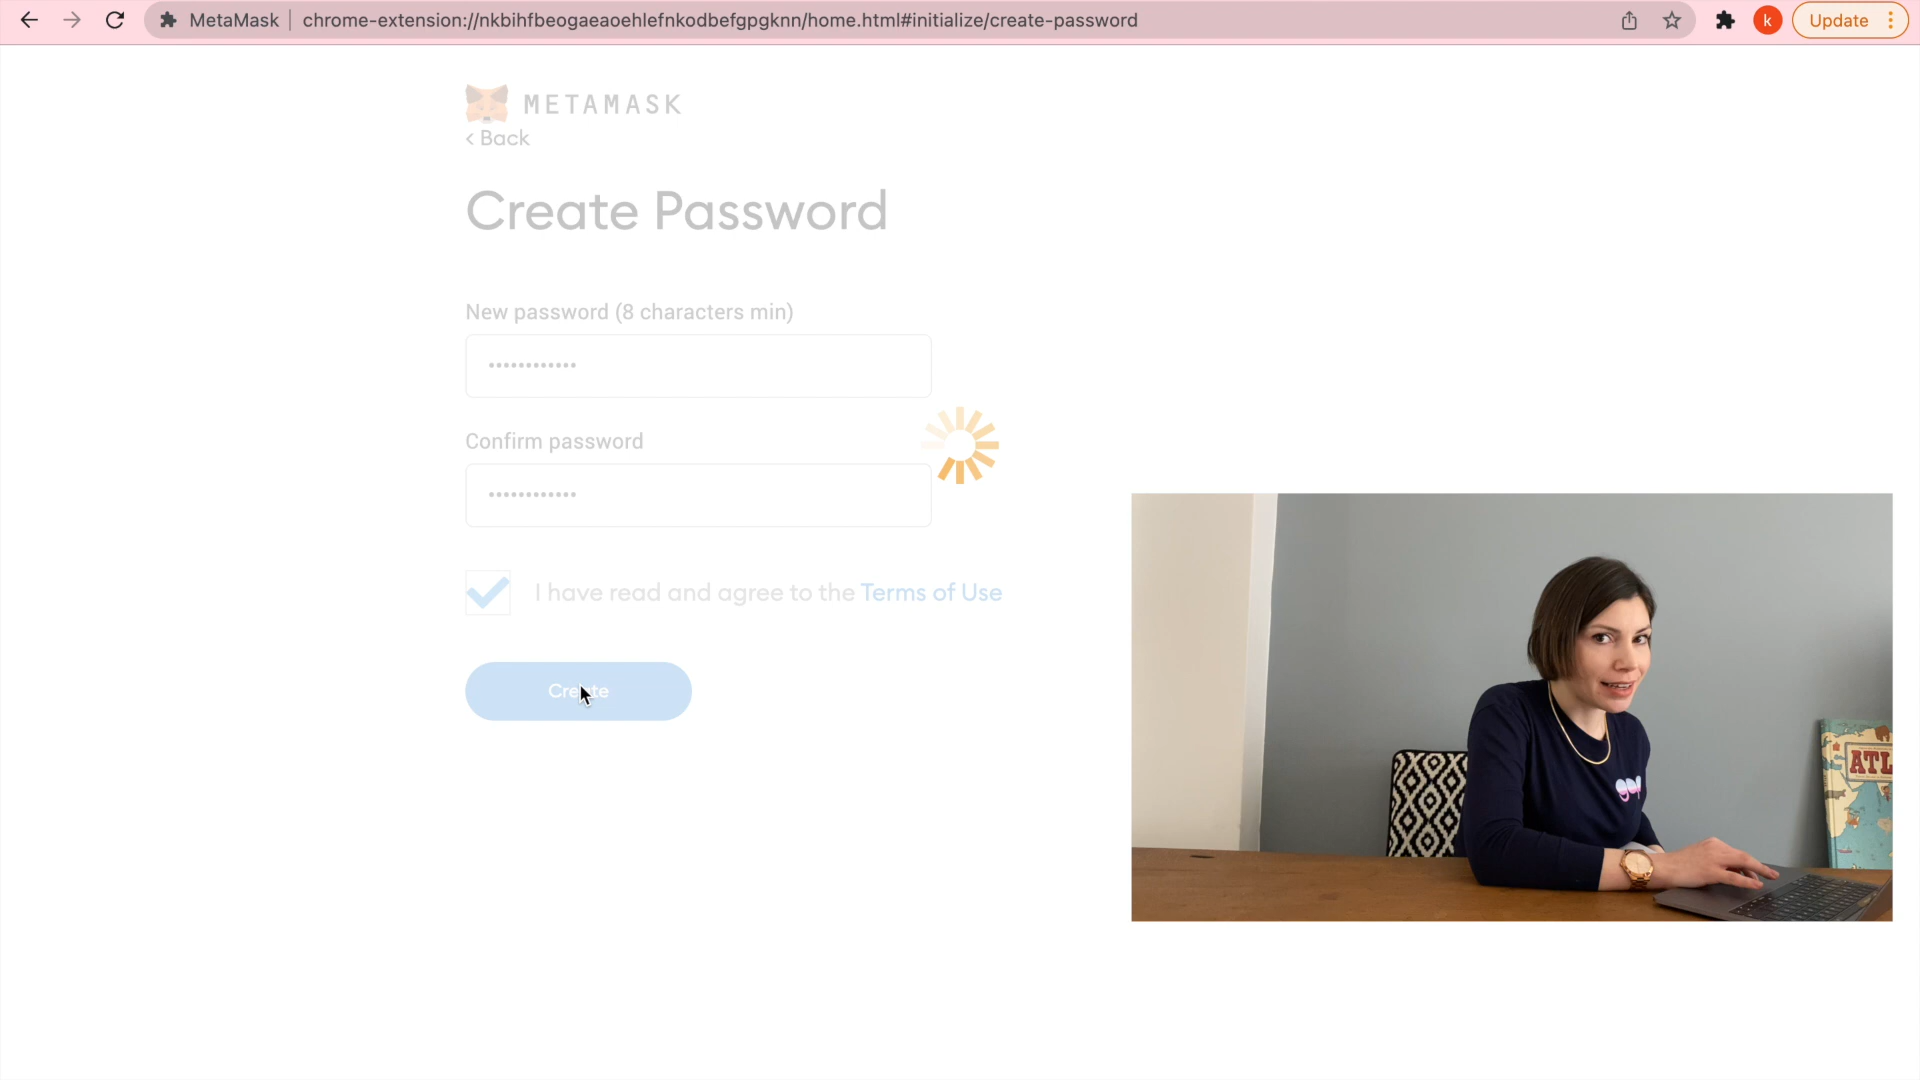 MetaMask
chrome-extension://nkbihfbeogaeaoehlefnkodbefgpgknn/home.html#initialize/create-password
k
Update
METAMASK
< Back
Create Password
New password (8 characters min)
••••••••••••
Confirm password
••••••••••••
I have read and agree to the Terms of Use
Create
ATL